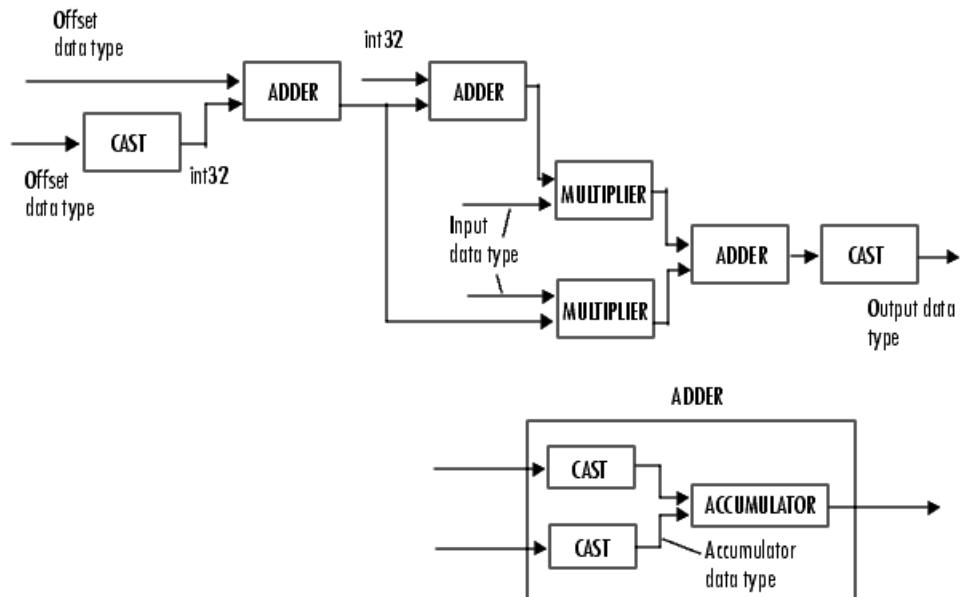 Offset
data type
int32
ADDER
ADDER
CAST
int32
Offset
data type
MULTIPLIER
Input
data type
ADDER
CAST
MULTIPLIER
Output data
type
ADDER
CAST
ACCUMULATOR
CAST
Accumulator
data type